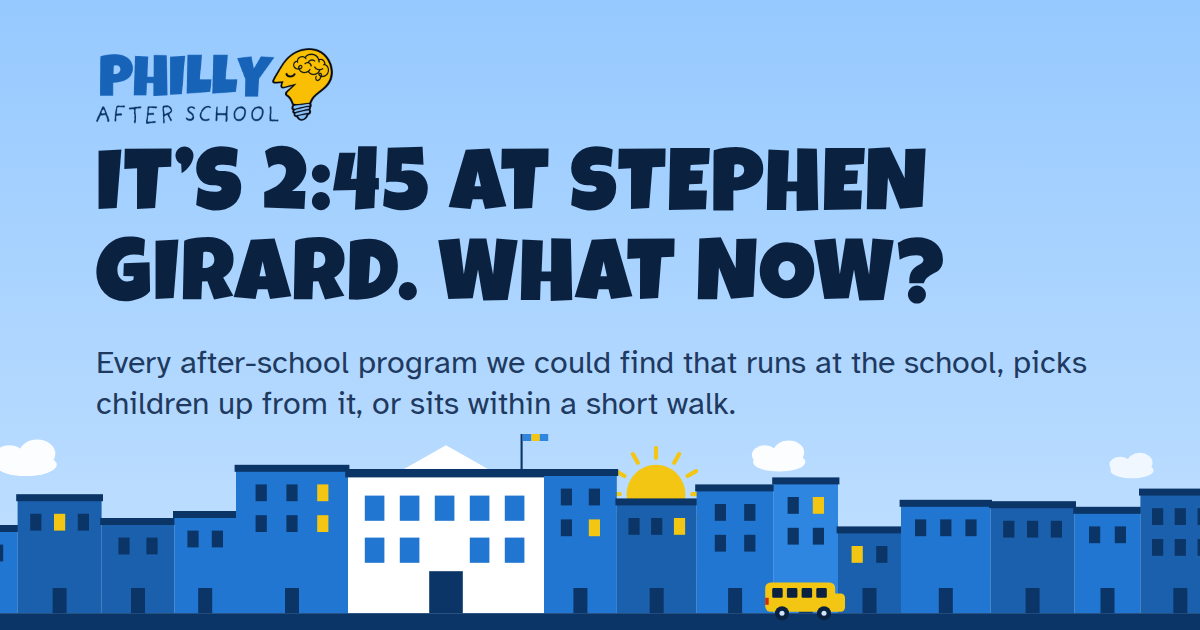 PHILLY
AFTER SCHOOL
IT’S 2:45 AT STEPHEN
GIRARD. WHAT NOW?
Every after-school program we could find that runs at the school, picks
children up from it, or sits within a short walk.